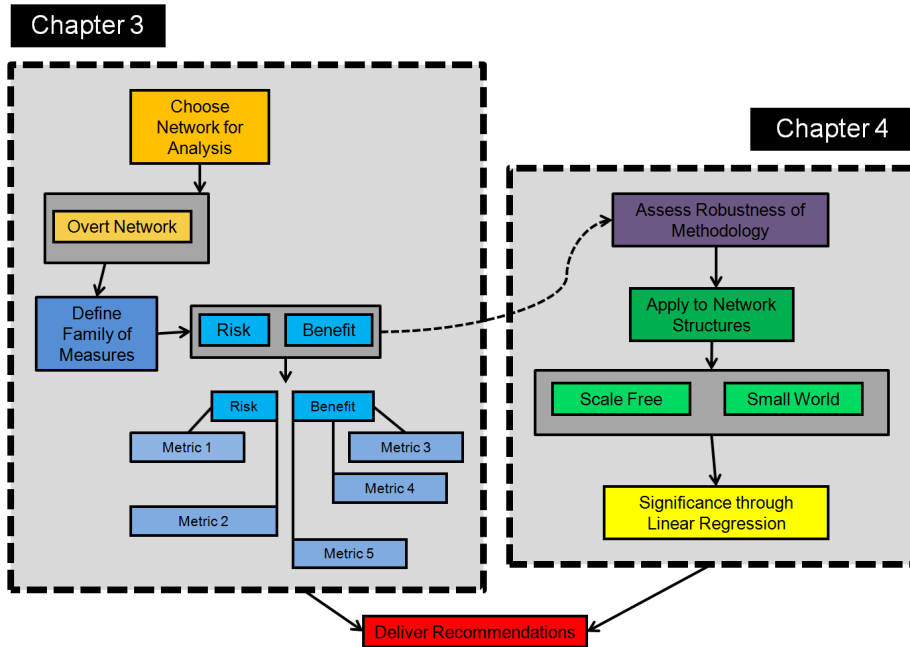 Chapter 3
Choose
Network for
Analysis
Overt Network
Define
Family of
Measures
Risk
Benefit
Risk
Benefit
Metric 1
Metric 3
Metric 4
Metric 2
Metric 5
Chapter 4
Assess Robustness of
Methodology
Apply to Network
Structures
Scale Free
Small World
Significance through
Linear Regression
Deliver Recommendations